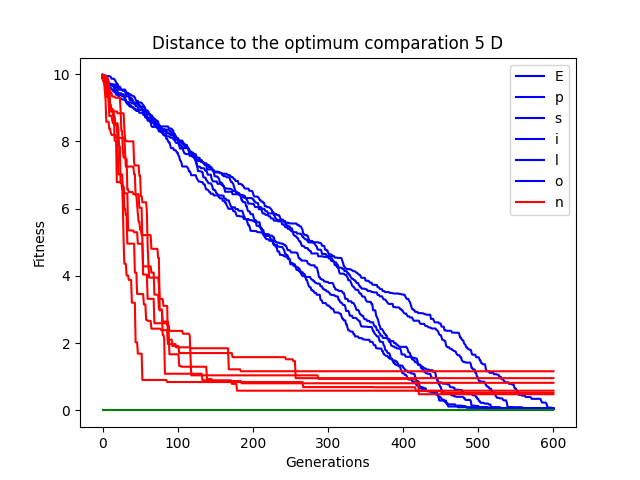 Distance to the optimum comparation 5 D
10
8
6
4
2
0
Fitness
0 100 200 300 400 500 600
Generations
E
p
s
i
l
o
n